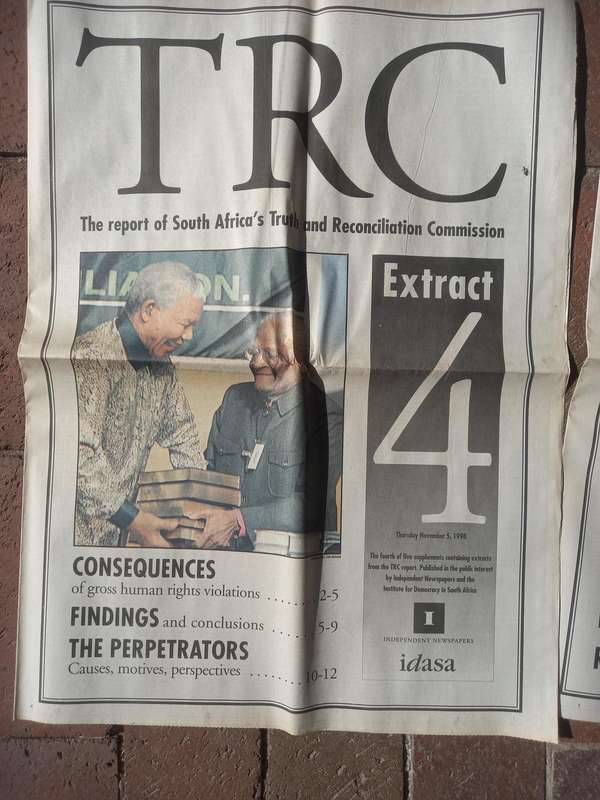 TRC
The report of South Africa's Truth and Reconciliation Commission
LIA ON.
Extract
4
Thursday November 5, 1998
The fourth of five supplements containing extracts
from the TRC report. Published in the public interest
by Independent Newspapers and the
Institute for Democracy in South Africa
I
INDEPENDENT NEWSPAPERS
idasa
CONSEQUENCES
of gross human rights violations ...... 2-5
FINDINGS and conclusions ...... 5-9
THE PERPETRATORS
Causes, motives, perspectives ....... 10-12